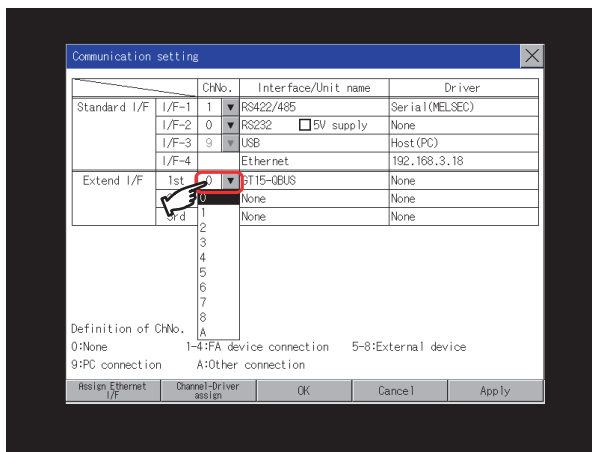 Communication setting
ChNo. Interface/Unit name Driver
Standard I/F I/F-1 1 RS422/485 Serial(MELSEC)
I/F-2 0 RS232 5V supply None
I/F-3 9 USB Host(PC)
I/F-4 Ethernet 192.168.3.18
Extend I/F 1st 0 GT15-QBUS None
0 None None
1 None None
2
3
4
5
6
7
8
A
Definition of ChNo.
0:None 1-4:FA device connection 5-8:External device
9:PC connection A:Other connection
Assign Ethernet I/F Channel-Driver assign OK Cancel Apply